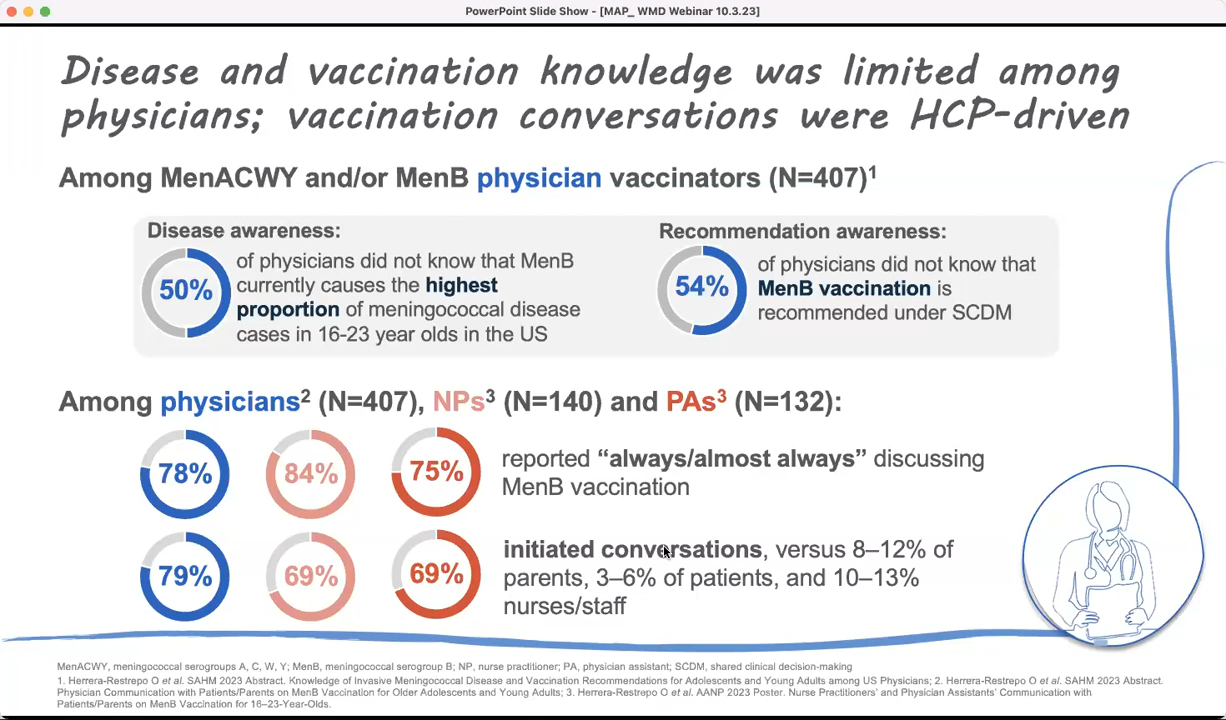 PowerPoint Slide Show - [MAP_ WMD Webinar 10.3.23]
Disease and vaccination knowledge was limited among
physicians; vaccination conversations were HCP-driven
Among MenACWY and/or MenB physician vaccinators (N=407)¹
Disease awareness:
50%
of physicians did not know that MenB
currently causes the highest
proportion of meningococcal disease
cases in 16-23 year olds in the US
Recommendation awareness:
54%
of physicians did not know that
MenB vaccination is
recommended under SCDM
Among physicians² (N=407), NPs³ (N=140) and PAs³ (N=132):
78% 84% 75%
reported “always/almost always” discussing
MenB vaccination
79% 69% 69%
initiated conversations, versus 8–12% of
parents, 3–6% of patients, and 10–13%
nurses/staff
MenACWY, meningococcal serogroups A, C, W, Y; MenB, meningococcal serogroup B; NP, nurse practitioner; PA, physician assistant; SCDM, shared clinical decision-making
1. Herrera-Restrepo O et al. SAHM 2023 Abstract. Knowledge of Invasive Meningococcal Disease and Vaccination Recommendations for Adolescents and Young Adults among US Physicians; 2. Herrera-Restrepo O et al. SAHM 2023 Abstract.
Physician Communication with Patients/Parents on MenB Vaccination for Older Adolescents and Young Adults; 3. Herrera-Restrepo O et al. AANP 2023 Poster. Nurse Practitioners' and Physician Assistants' Communication with
Patients/Parents on MenB Vaccination for 16–23-Year-Olds.